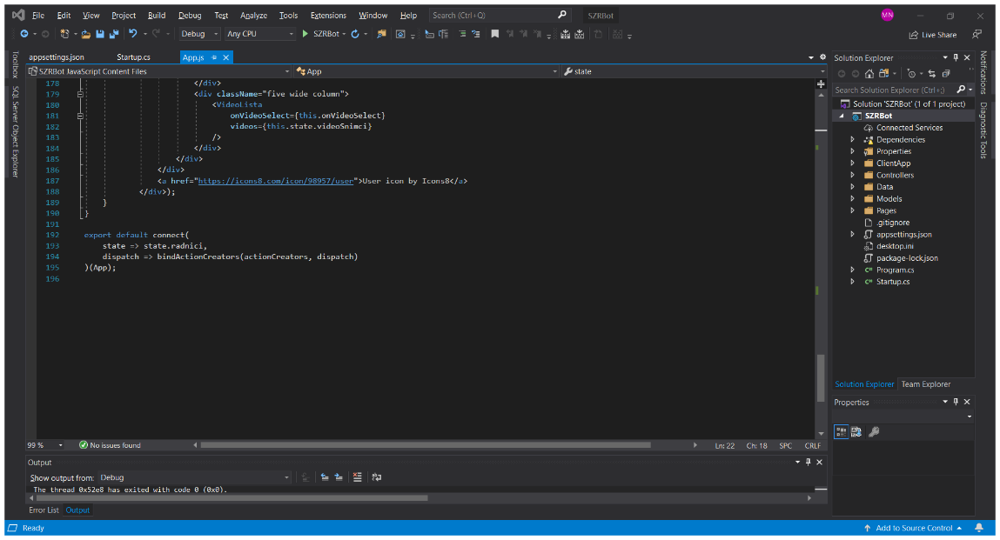 File Edit View Project Build Debug Test Analyze Tools Extensions Window Help Search (Ctrl+Q) SZRBot MN
Debug Any CPU SZRBot Live Share
appsettings.json Startup.cs App.js
SZRBot JavaScript Content Files App state
Toolbox
SQL Server Object Explorer
178 </div>
179 <div className="five wide column">
180 <VideoLista
181 onVideoSelect={this.onVideoSelect}
182 videos={this.state.videoSnimci}
183 />
184 </div>
185 </div>
186 </div>
187 <a href="https://icons8.com/icon/98957/user">User icon by Icons8</a>
188 </div>);
189 }
190 }
191
192 export default connect(
193 state => state.radnici,
194 dispatch => bindActionCreators(actionCreators, dispatch)
195 )(App);
196
99 % No issues found Ln: 22 Ch: 18 SPC CRLF
Output
Show output from: Debug
The thread 0x52e8 has exited with code 0 (0x0).
Error List Output
Solution Explorer
Search Solution Explorer (Ctrl+;)
Solution 'SZRBot' (1 of 1 project)
SZRBot
Connected Services
Dependencies
Properties
ClientApp
Controllers
Data
Models
Pages
.gitignore
appsettings.json
desktop.ini
package-lock.json
C# Program.cs
C# Startup.cs
Solution Explorer Team Explorer
Properties
Notifications
Diagnostic Tools
Ready Add to Source Control